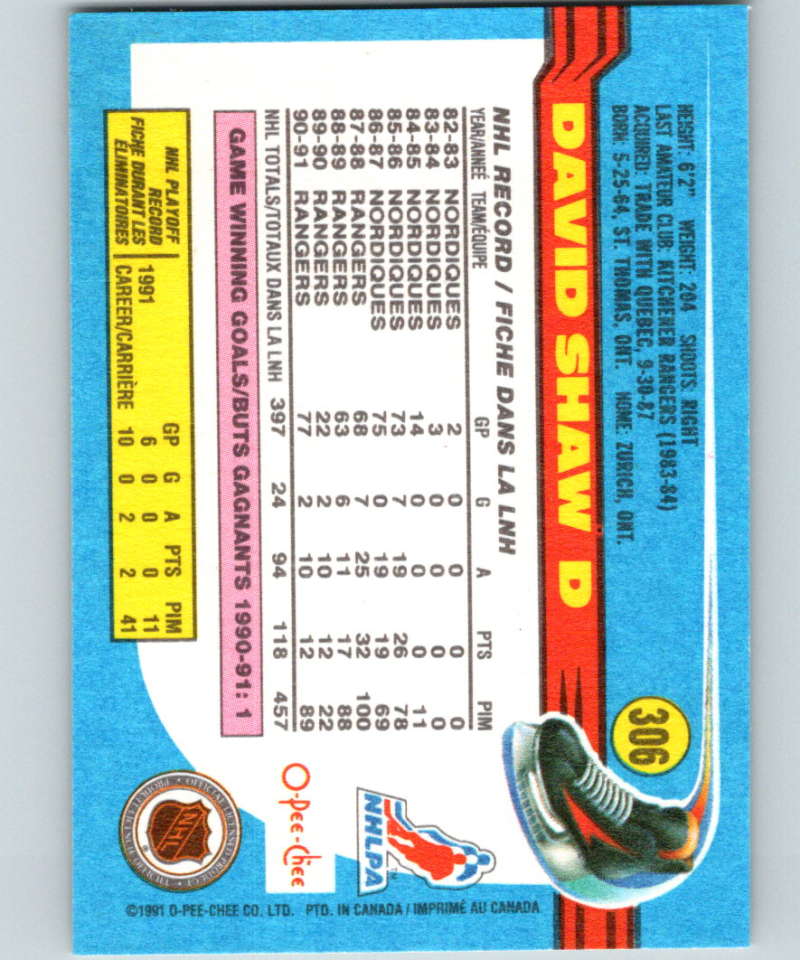 306
HEIGHT: 6'2" WEIGHT: 204 SHOOTS: RIGHT
LAST AMATEUR CLUB: KITCHENER RANGERS (1983-84)
ACQUIRED: TRADE WITH QUEBEC, 9-30-87
BORN: 5-25-64, ST. THOMAS, ONT. HOME: ZURICH, ONT.
DAVID SHAW D
NHL RECORD / FICHE DANS LA LNH
YEAR/ANNÉE TEAM/ÉQUIPE GP G A PTS PIM
82-83 NORDIQUES 2 0 0 0 0
83-84 NORDIQUES 3 0 0 0 0
84-85 NORDIQUES 14 0 0 0 11
85-86 NORDIQUES 73 7 19 26 78
86-87 NORDIQUES 75 0 19 19 69
87-88 RANGERS 68 7 25 32 100
88-89 RANGERS 63 6 11 17 88
89-90 RANGERS 22 2 10 12 22
90-91 RANGERS 77 2 10 12 89
NHL TOTALS/TOTAUX DANS LA LNH 397 24 94 118 457
GAME WINNING GOALS/BUTS GAGNANTS 1990-91: 1
NHL PLAYOFF RECORD
FICHE DURANT LES ÉLIMINATOIRES
GP G A PTS PIM
1991 6 0 0 0 11
CAREER/CARRIÈRE 10 0 2 2 41
NHLPA
TM
O-Pee-Chee
NHL
©1991 O-PEE-CHEE CO. LTD. PTD. IN CANADA / IMPRIMÉ AU CANADA